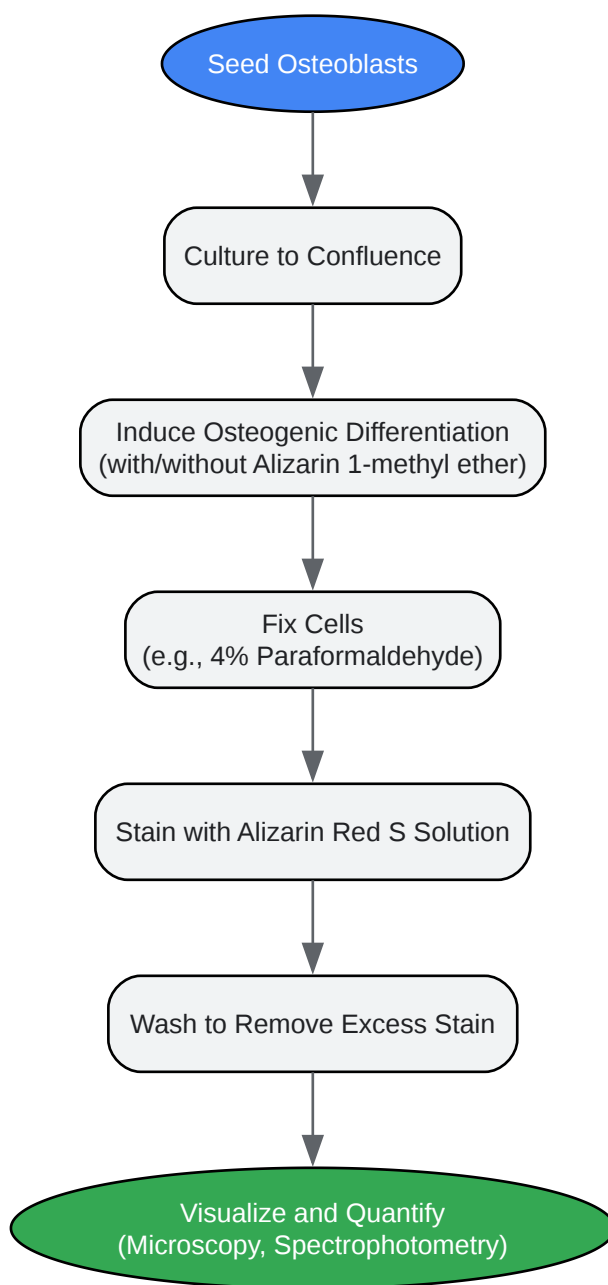 Seed Osteoblasts
Culture to Confluence
Induce Osteogenic Differentiation
(with/without Alizarin 1-methyl ether)
Fix Cells
(e.g., 4% Paraformaldehyde)
Stain with Alizarin Red S Solution
Wash to Remove Excess Stain
Visualize and Quantify
(Microscopy, Spectrophotometry)